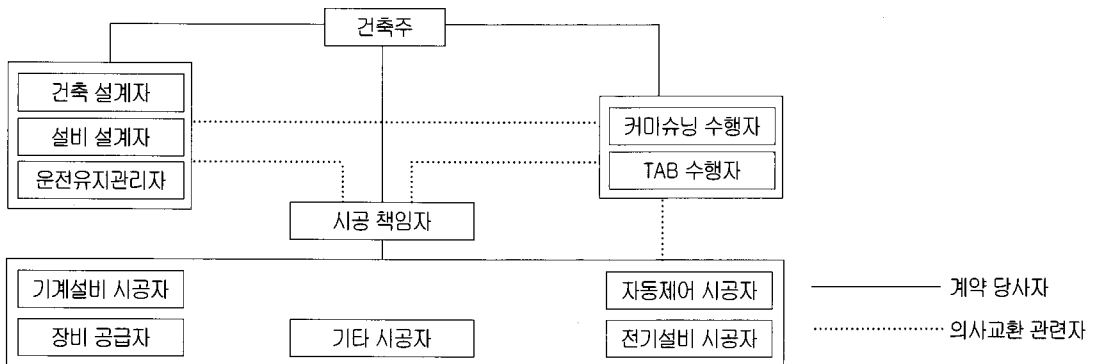 건축주
건축 설계자
설비 설계자
운전유지관리자
커미슈닝 수행자
TAB 수행자
시공 책임자
기계설비 시공자
장비 공급자
기타 시공자
자동제어 시공자
전기설비 시공자
계약 당사자
의사교환 관련자